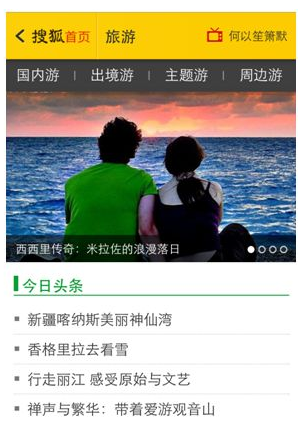 搜狐首页 旅游 何以笙箫默
国内游 | 出境游 | 主题游 | 周边游
西西里传奇：米拉佐的浪漫落日
今日头条
新疆喀纳斯美丽神仙湾
香格里拉去看雪
行走丽江 感受原始与文艺
禅声与繁华：带着爱游观音山